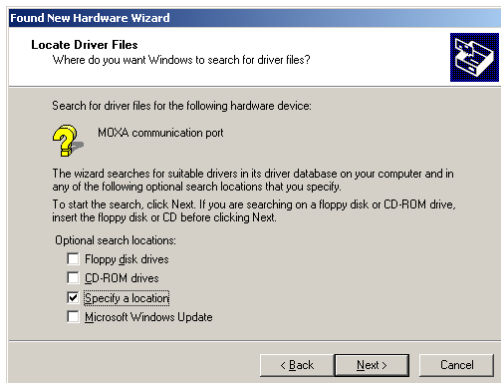 Found New Hardware Wizard
Locate Driver Files
Where do you want Windows to search for driver files?
Search for driver files for the following hardware device:
MOXA communication port
The wizard searches for suitable drivers in its driver database on your computer and in
any of the following optional search locations that you specify.
To start the search, click Next. If you are searching on a floppy disk or CD-ROM drive,
insert the floppy disk or CD before clicking Next.
Optional search locations:
Floppy disk drives
CD-ROM drives
Specify a location
Microsoft Windows Update
< Back
Next >
Cancel